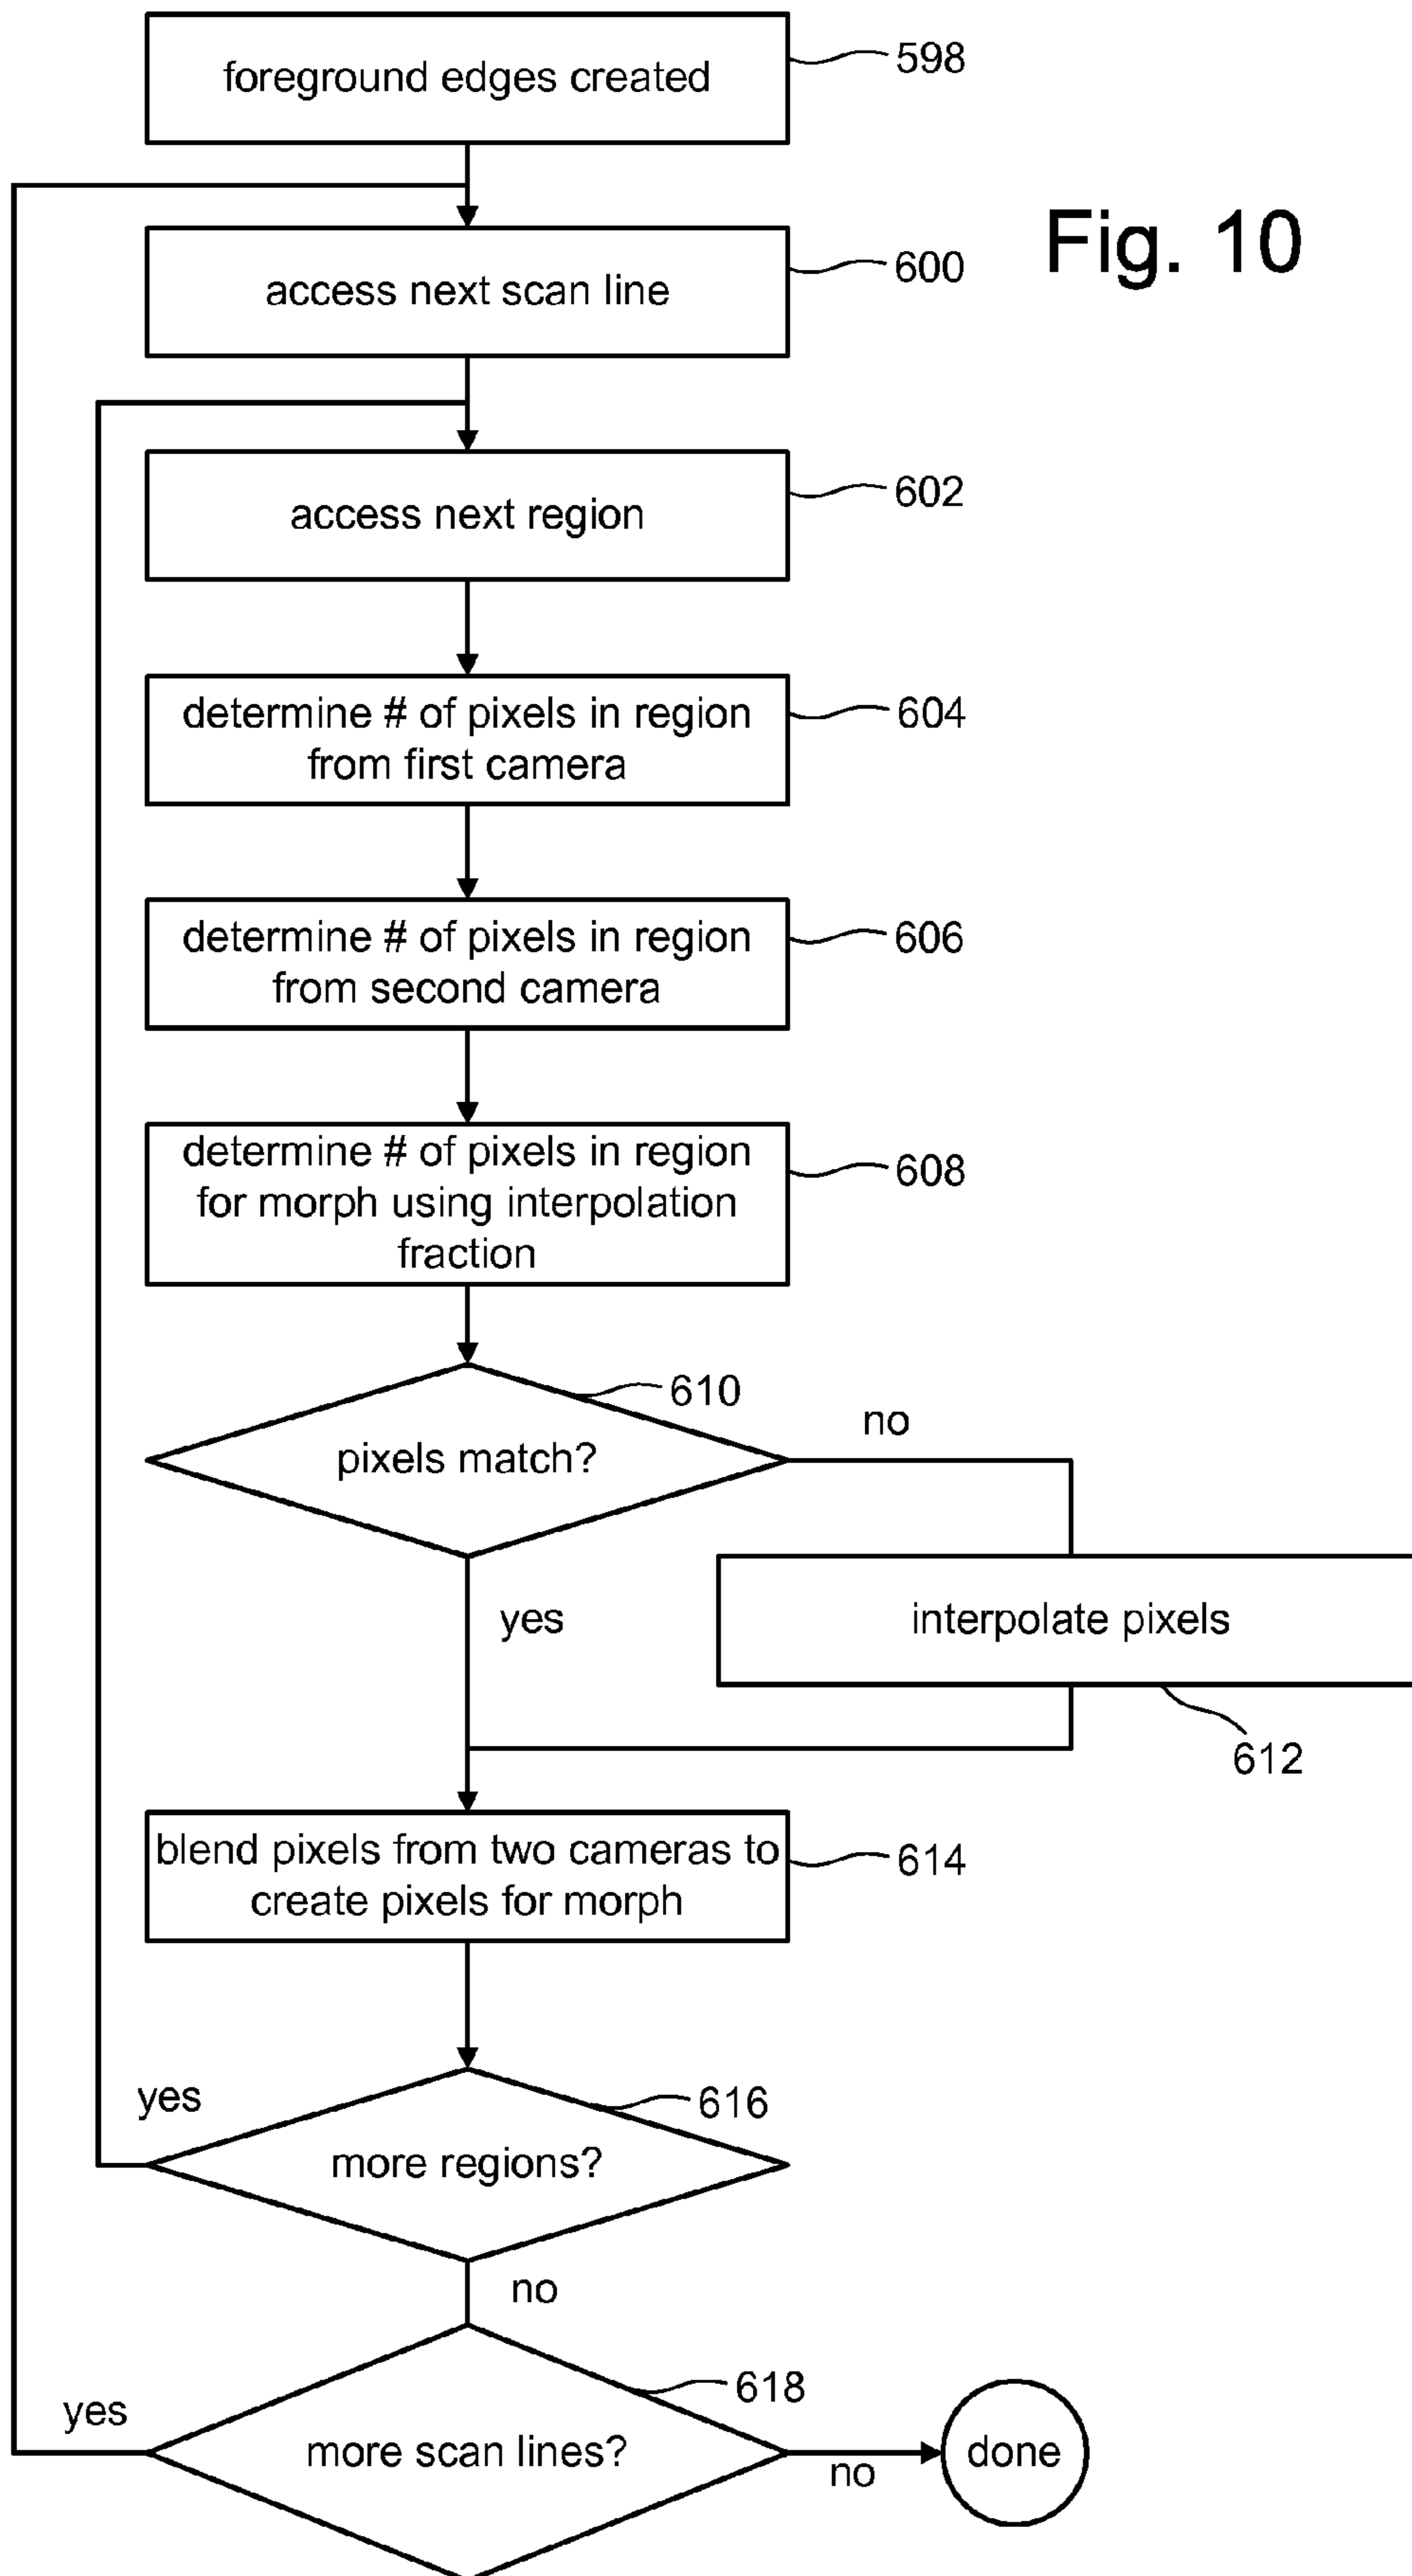 foreground edges created
598
Fig. 10
access next scan line
600
access next region
602
determine # of pixels in region
from first camera
604
determine # of pixels in region
from second camera
606
determine # of pixels in region
for morph using interpolation
fraction
608
610
pixels match?
no
yes
interpolate pixels
612
blend pixels from two cameras to
create pixels for morph
614
yes
616
more regions?
no
yes
618
more scan lines?
no
done